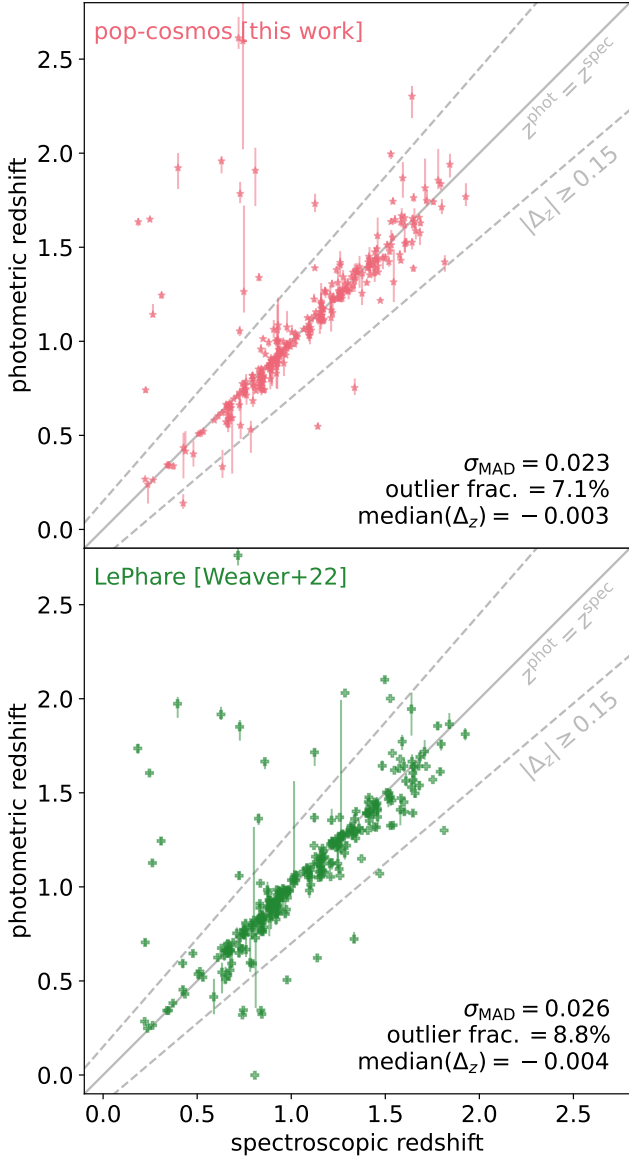 pop-cosmos [this work]
z^phot = z^spec
|Δ_z| ≥ 0.15
photometric redshift
2.5
2.0
1.5
1.0
0.5
0.0
σ_MAD = 0.023
outlier frac. = 7.1%
median(Δ_z) = −0.003
LePhare [Weaver+22]
z^phot = z^spec
|Δ_z| ≥ 0.15
photometric redshift
2.5
2.0
1.5
1.0
0.5
0.0
σ_MAD = 0.026
outlier frac. = 8.8%
median(Δ_z) = −0.004
0.0 0.5 1.0 1.5 2.0 2.5
spectroscopic redshift